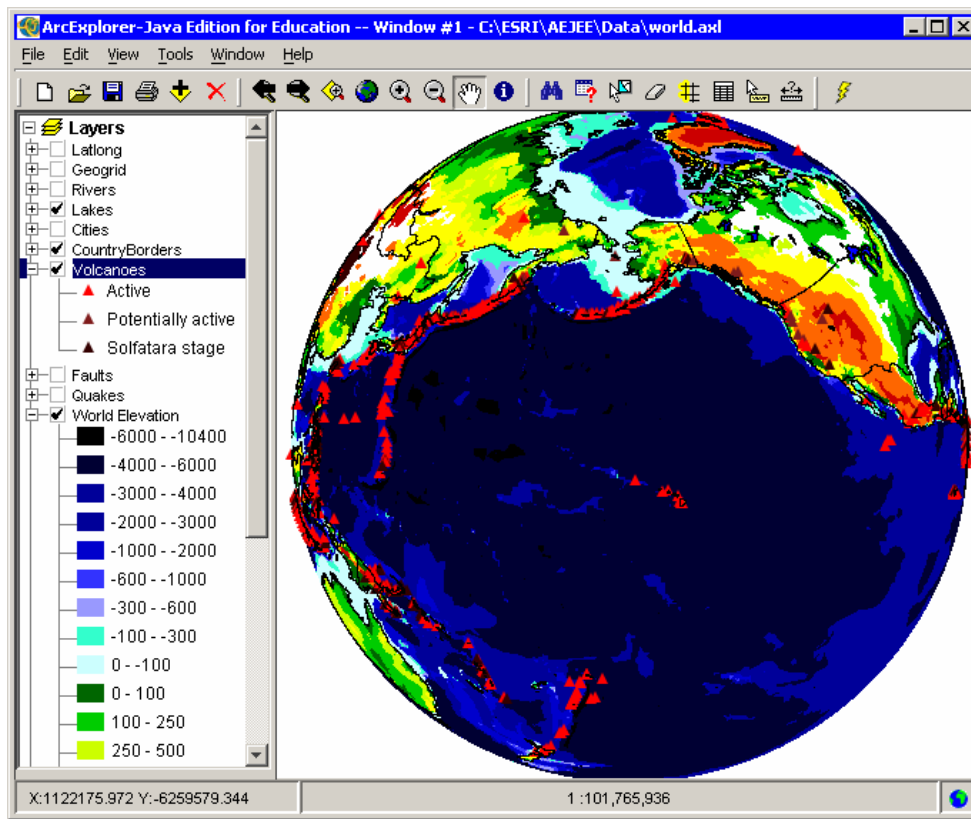 ArcExplorer-Java Edition for Education -- Window #1 - C:\ESRI\AEJEE\Data\world.axl
File Edit View Tools Window Help
Layers
Latlong
Geogrid
Rivers
Lakes
Cities
CountryBorders
Volcanoes
Active
Potentially active
Solfatara stage
Faults
Quakes
World Elevation
-6000 - -10400
-4000 - -6000
-3000 - -4000
-2000 - -3000
-1000 - -2000
-600 - -1000
-300 - -600
-100 - -300
0 - -100
0 - 100
100 - 250
250 - 500
X:1122175.972 Y:-6259579.344
1 :101,765,936